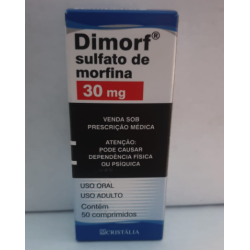 Dimorf®
sulfato de
morfina
30 mg
VENDA SOB
PRESCRIÇÃO MÉDICA
ATENÇÃO:
PODE CAUSAR
DEPENDÊNCIA FÍSICA
OU PSÍQUICA
USO ORAL
USO ADULTO
Contém
50 comprimidos
CRISTÁLIA